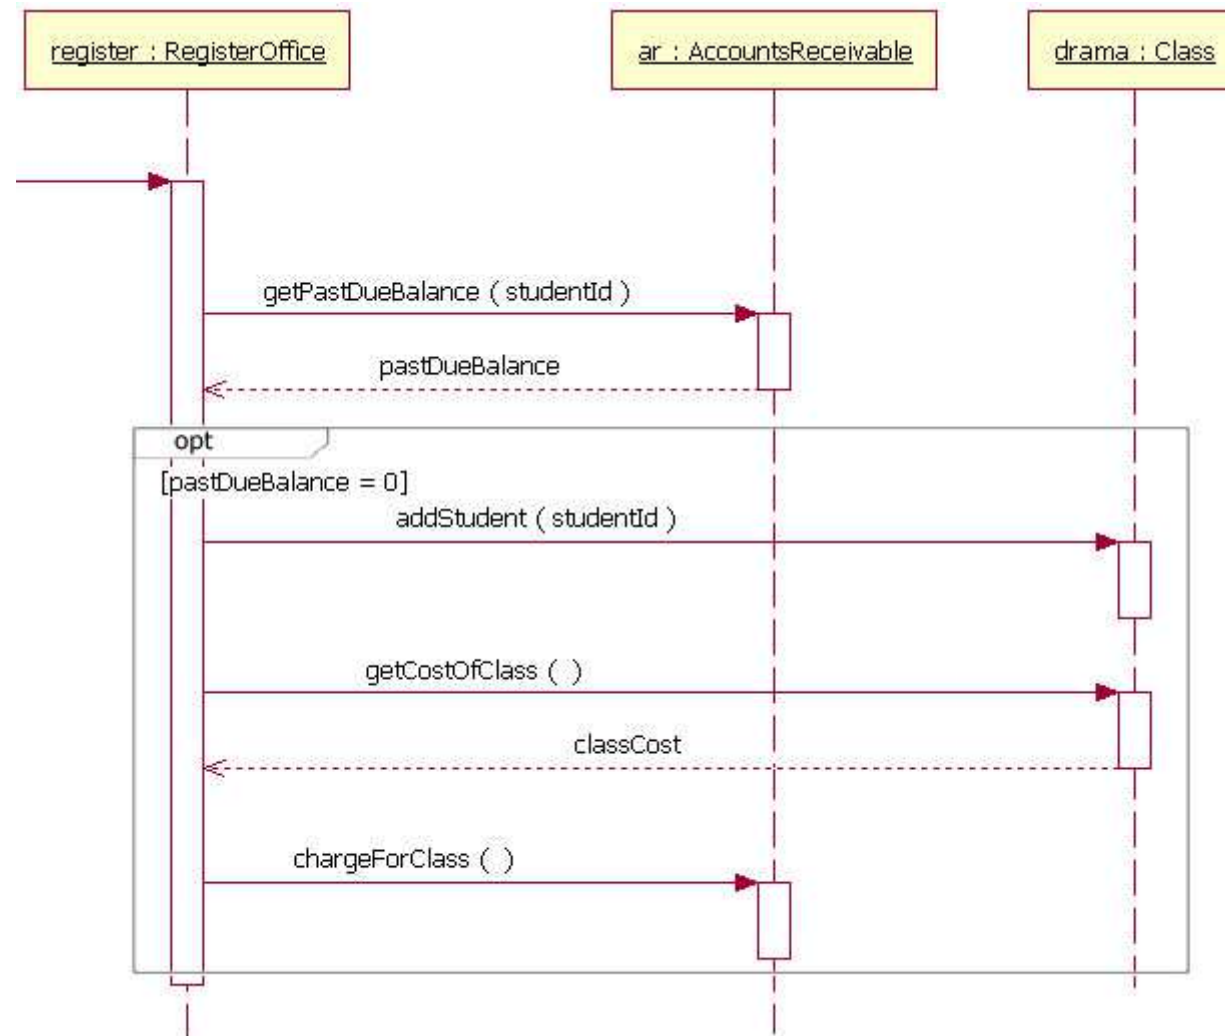 register : RegisterOffice
ar : AccountsReceivable
drama : Class
getPastDueBalance ( studentId )
pastDueBalance
opt
[pastDueBalance = 0]
addStudent ( studentId )
getCostOfClass ( )
classCost
chargeForClass ( )